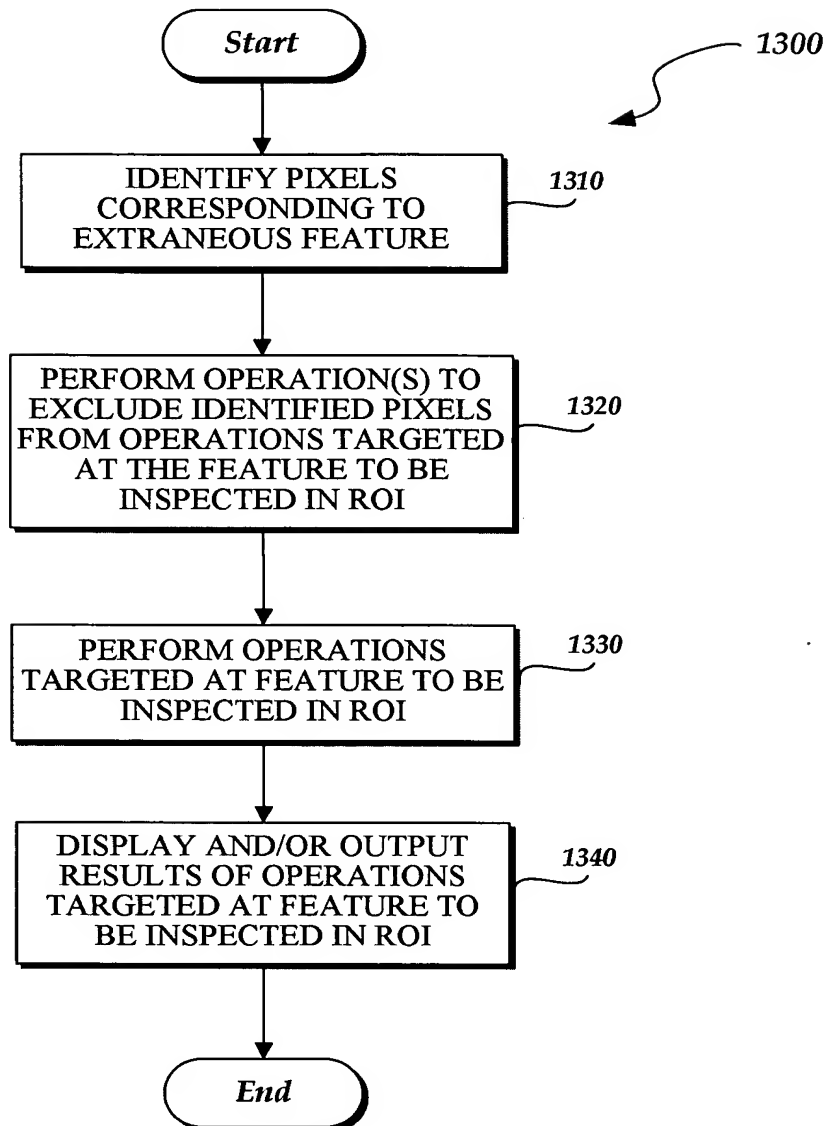 Start
1300
IDENTIFY PIXELS
CORRESPONDING TO
EXTRANEOUS FEATURE
1310
PERFORM OPERATION(S) TO
EXCLUDE IDENTIFIED PIXELS
FROM OPERATIONS TARGETED
AT THE FEATURE TO BE
INSPECTED IN ROI
1320
PERFORM OPERATIONS
TARGETED AT FEATURE TO BE
INSPECTED IN ROI
1330
DISPLAY AND/OR OUTPUT
RESULTS OF OPERATIONS
TARGETED AT FEATURE TO
BE INSPECTED IN ROI
1340
End